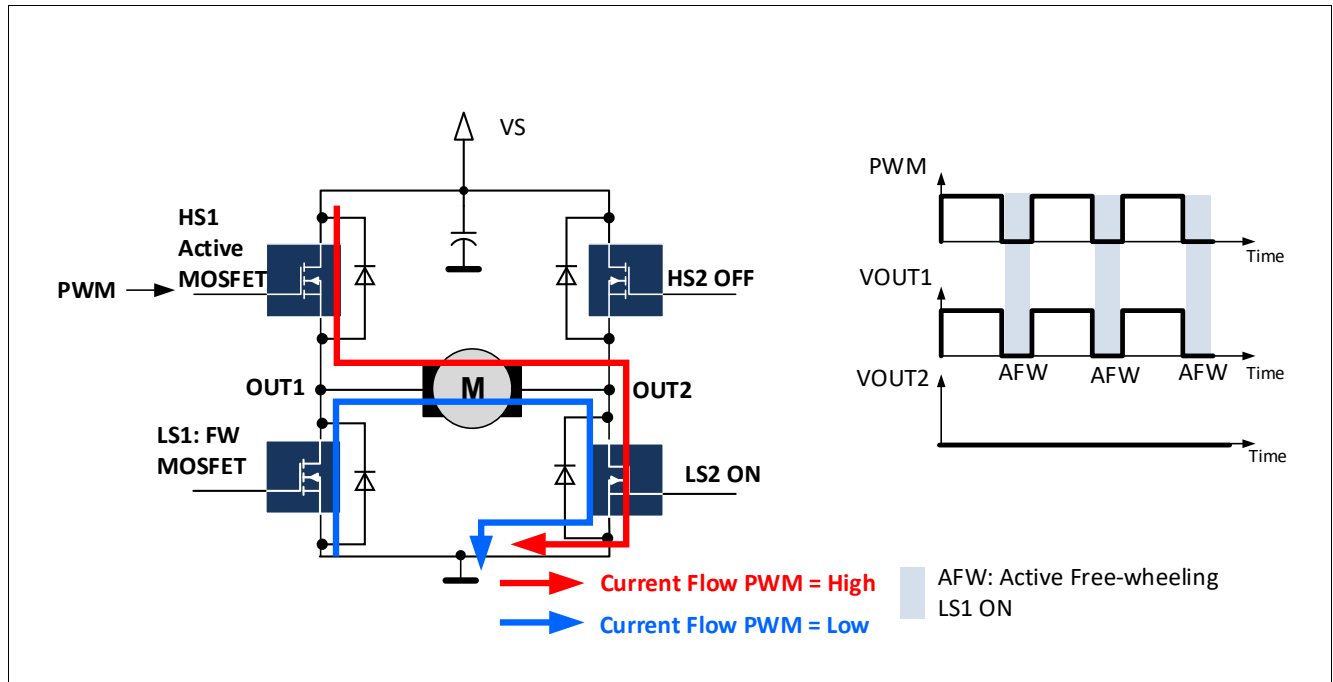 VS
HS1
Active
MOSFET
PWM
HS2 OFF
OUT1
M
OUT2
LS1: FW
MOSFET
LS2 ON
Current Flow PWM = High
Current Flow PWM = Low
PWM
Time
VOUT1
AFW
AFW
AFW
Time
VOUT2
Time
AFW: Active Free-wheeling
LS1 ON